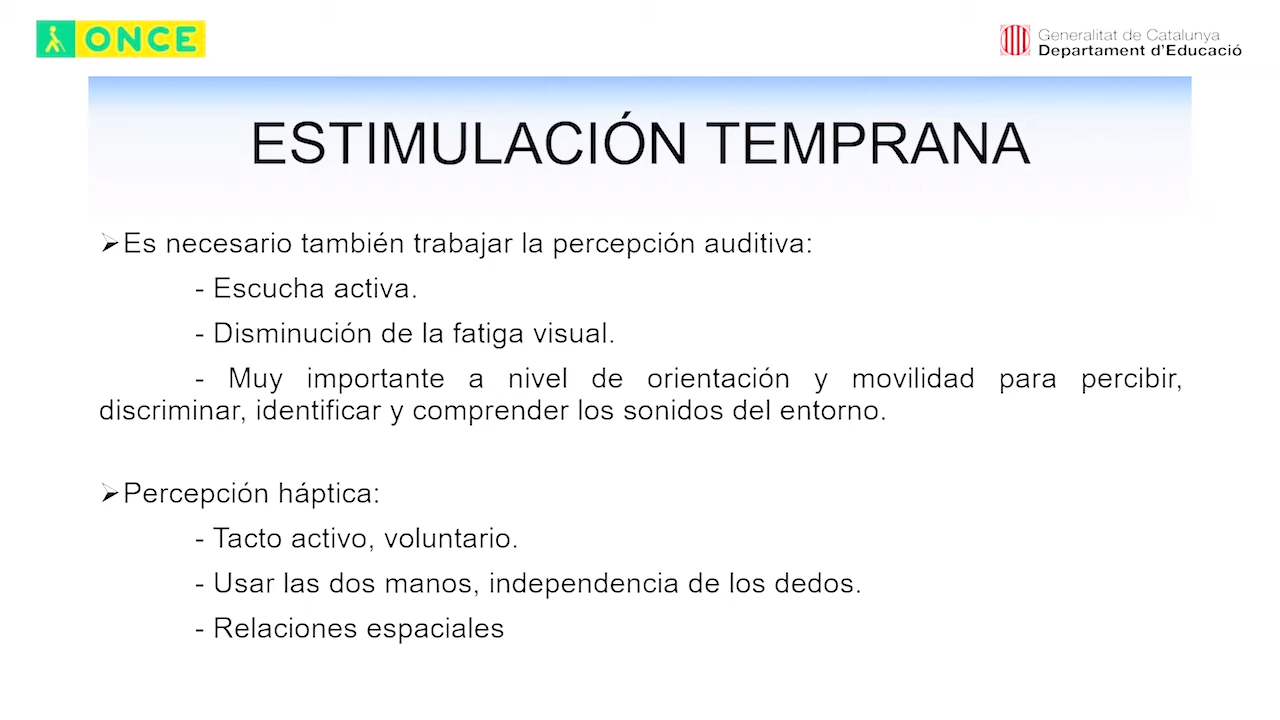 ONCE
Generalitat de Catalunya
Departament d'Educació
ESTIMULACIÓN TEMPRANA
➢Es necesario también trabajar la percepción auditiva:
- Escucha activa.
- Disminución de la fatiga visual.
- Muy importante a nivel de orientación y movilidad para percibir,
discriminar, identificar y comprender los sonidos del entorno.
➢Percepción háptica:
- Tacto activo, voluntario.
- Usar las dos manos, independencia de los dedos.
- Relaciones espaciales